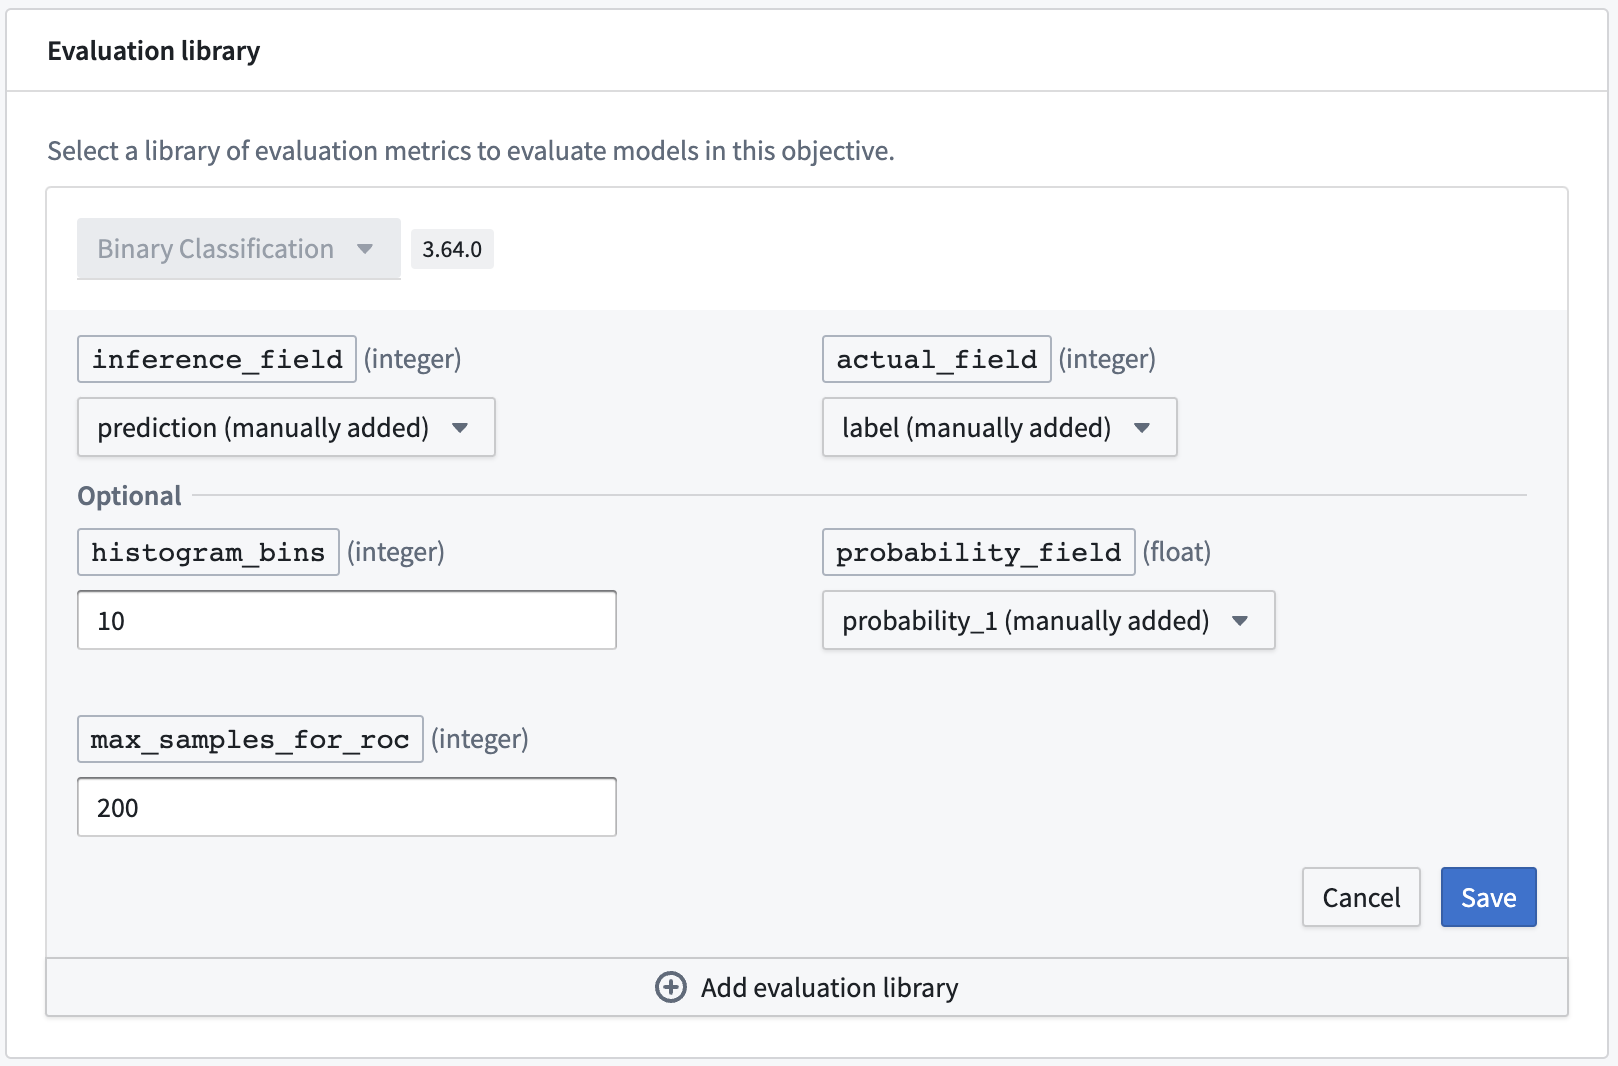 Evaluation library
Select a library of evaluation metrics to evaluate models in this objective.
Binary Classification 3.64.0
inference_field (integer) actual_field (integer)
prediction (manually added) label (manually added)
Optional
histogram_bins (integer) probability_field (float)
10 probability_1 (manually added)
max_samples_for_roc (integer)
200
Cancel Save
Add evaluation library